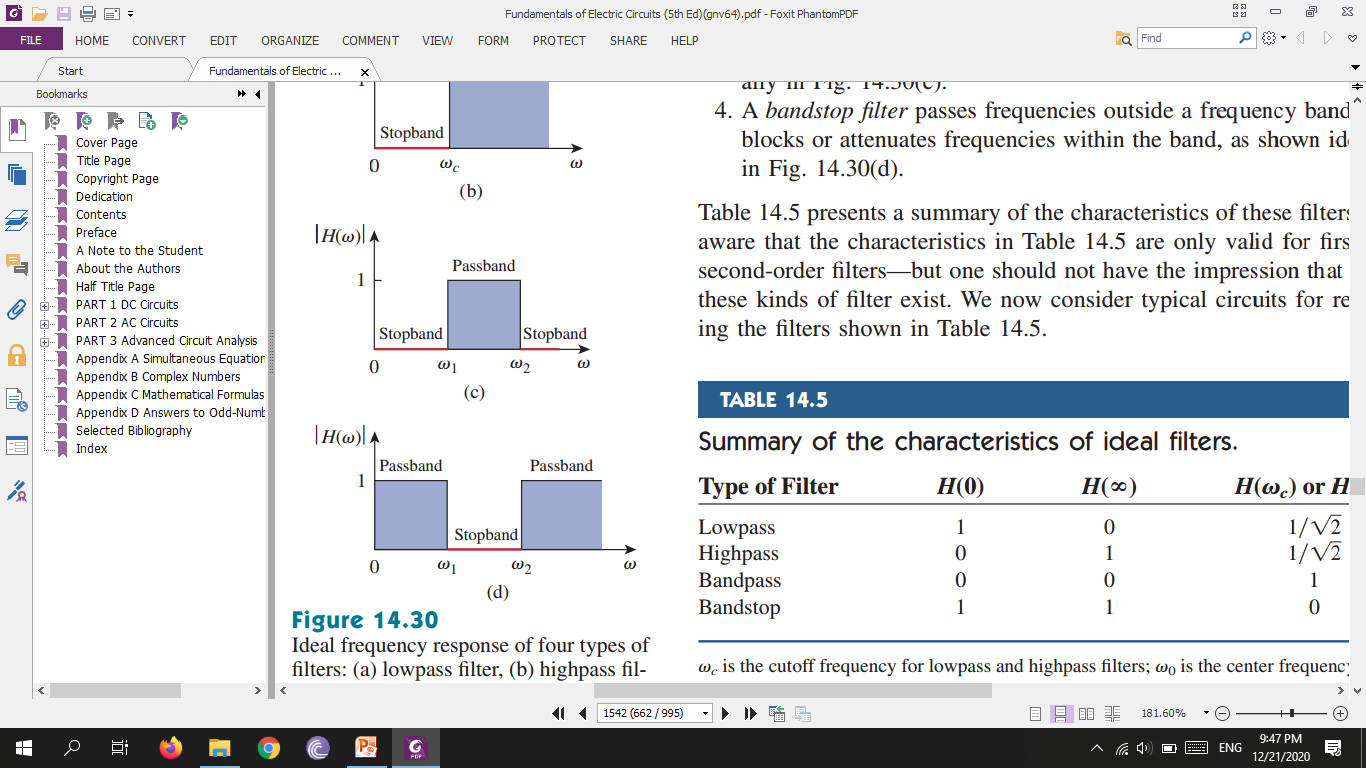 Fundamentals of Electric Circuits (5th Ed)(gnv64).pdf - Foxit PhantomPDF
FILE HOME CONVERT EDIT ORGANIZE COMMENT VIEW FORM PROTECT SHARE HELP
Find
Start
Fundamentals of Electric ...
Bookmarks
Cover Page
Title Page
Copyright Page
Dedication
Contents
Preface
A Note to the Student
About the Authors
Half Title Page
PART 1 DC Circuits
PART 2 AC Circuits
PART 3 Advanced Circuit Analysis
Appendix A Simultaneous Equation
Appendix B Complex Numbers
Appendix C Mathematical Formulas
Appendix D Answers to Odd-Numb
Selected Bibliography
Index
Stopband
0 ωc ω
(b)
|H(ω)|
Passband
1
Stopband Stopband
0 ω1 ω2 ω
(c)
|H(ω)|
Passband Passband
1
Stopband
0 ω1 ω2 ω
(d)
Figure 14.30
Ideal frequency response of four types of
filters: (a) lowpass filter, (b) highpass fil-
ally in Fig. 14.30(c).
4. A bandstop filter passes frequencies outside a frequency band
blocks or attenuates frequencies within the band, as shown id
in Fig. 14.30(d).
Table 14.5 presents a summary of the characteristics of these filters
aware that the characteristics in Table 14.5 are only valid for firs
second-order filters—but one should not have the impression that
these kinds of filter exist. We now consider typical circuits for re
ing the filters shown in Table 14.5.
TABLE 14.5
Summary of the characteristics of ideal filters.
Type of Filter H(0) H(∞) H(ωc) or H
Lowpass 1 0 1/√2
Highpass 0 1 1/√2
Bandpass 0 0 1
Bandstop 1 1 0
ωc is the cutoff frequency for lowpass and highpass filters; ω0 is the center frequency
1542 (662 / 995)
181.60%
ENG
9:47 PM
12/21/2020